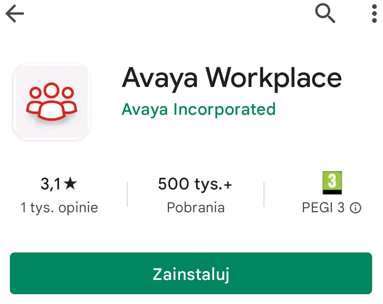 Avaya Workplace
Avaya Incorporated
3,1★ 500 tys.+ 3
1 tys. opinie Pobrania PEGI 3
Zainstaluj